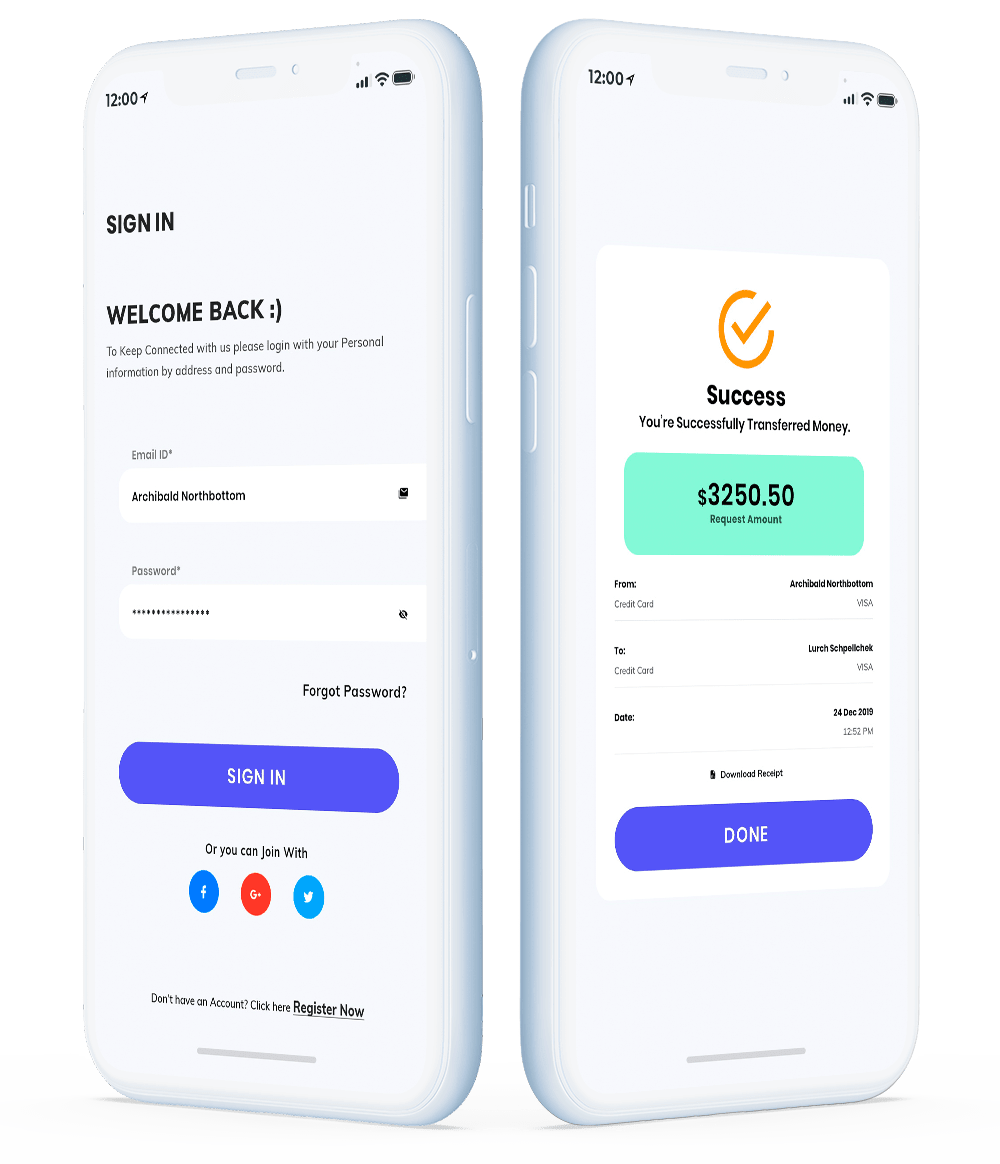 12:00
SIGN IN
WELCOME BACK :)
To Keep Connected with us please login with your Personal
information by address and password.
Email ID*
Archibald Northbottom
Password*
***************
Forgot Password?
SIGN IN
Or you can Join With
f
G+
Don't have an Account? Click here Register Now
12:00
Success
You're Successfully Transferred Money.
$3250.50
Request Amount
From: Archibald Northbottom
Credit Card VISA
To: Lurch Schpellchek
Credit Card VISA
Date: 24 Dec 2019
12:52 PM
Download Receipt
DONE